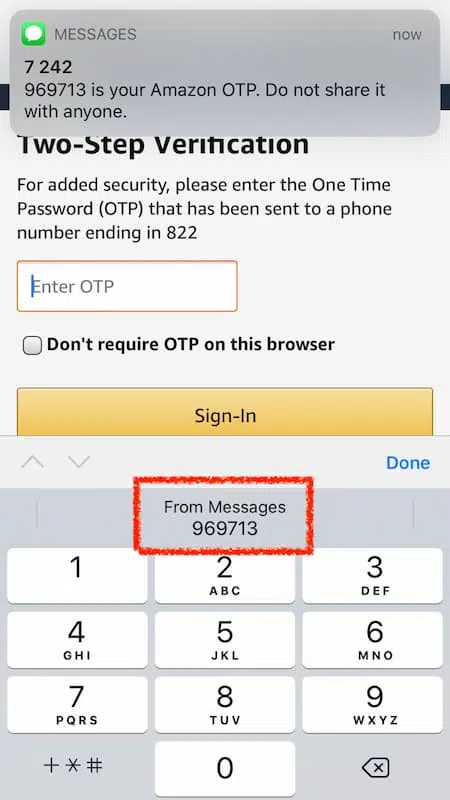 MESSAGES now
7 242
969713 is your Amazon OTP. Do not share it
with anyone.
Two-Step Verification
For added security, please enter the One Time
Password (OTP) that has been sent to a phone
number ending in 822
Enter OTP
Don't require OTP on this browser
Sign-In
Done
From Messages
969713
1 2 3
ABC DEF
4 5 6
GHI JKL MNO
7 8 9
PQRS TUV WXYZ
+*# 0